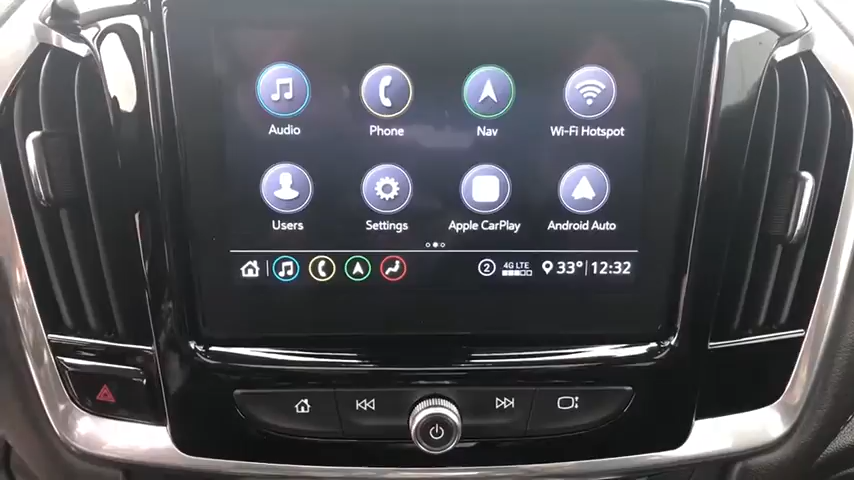 Audio Phone Nav Wi-Fi Hotspot
Users Settings Apple CarPlay Android Auto
2 4G LTE 33° 12:32